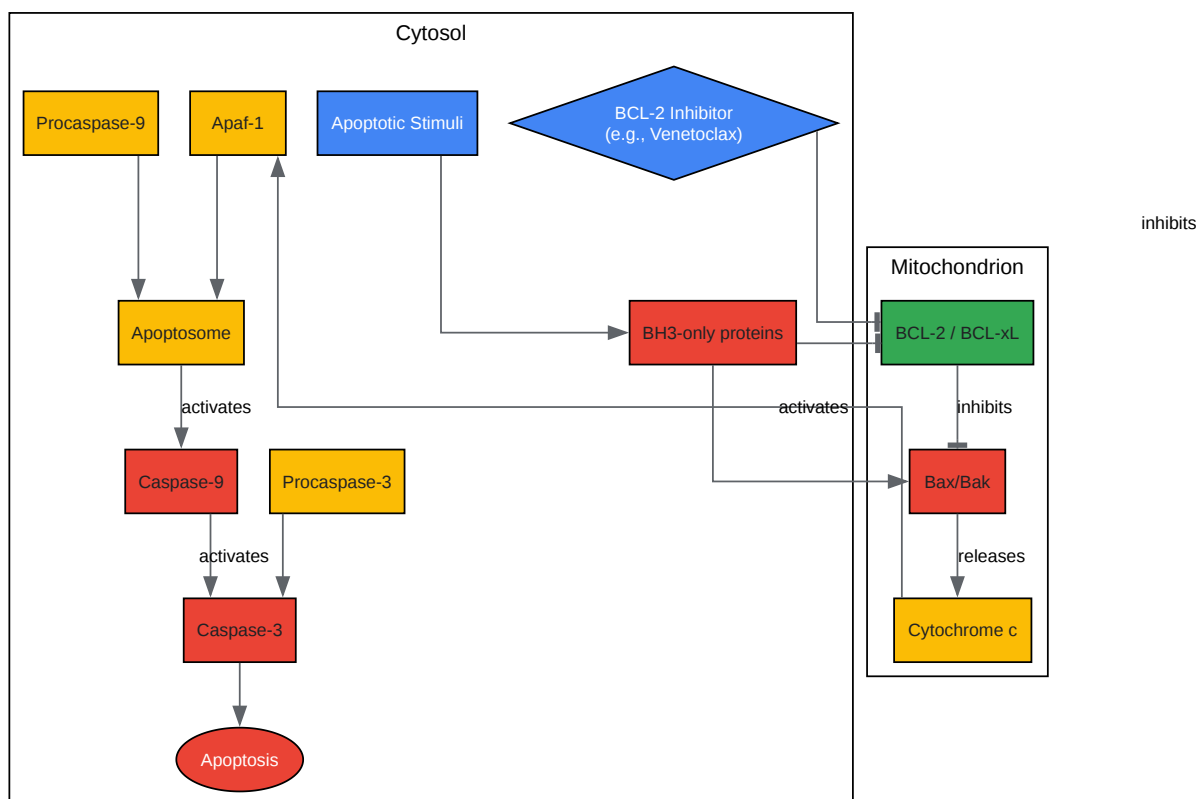 Cytosol
Procaspase-9
Apaf-1
Apoptotic Stimuli
BCL-2 Inhibitor
(e.g., Venetoclax)
inhibits
Mitochondrion
Apoptosome
BH3-only proteins
BCL-2 / BCL-xL
activates
activates
inhibits
Caspase-9
Procaspase-3
Bax/Bak
activates
releases
Caspase-3
Cytochrome c
Apoptosis